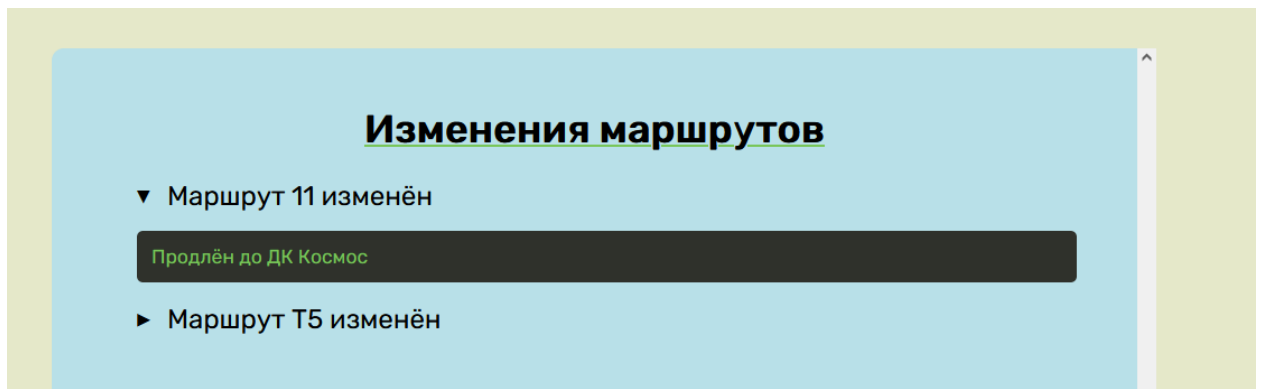 Изменения маршрутов
Маршрут 11 изменён
Продлён до ДК Космос
Маршрут Т5 изменён